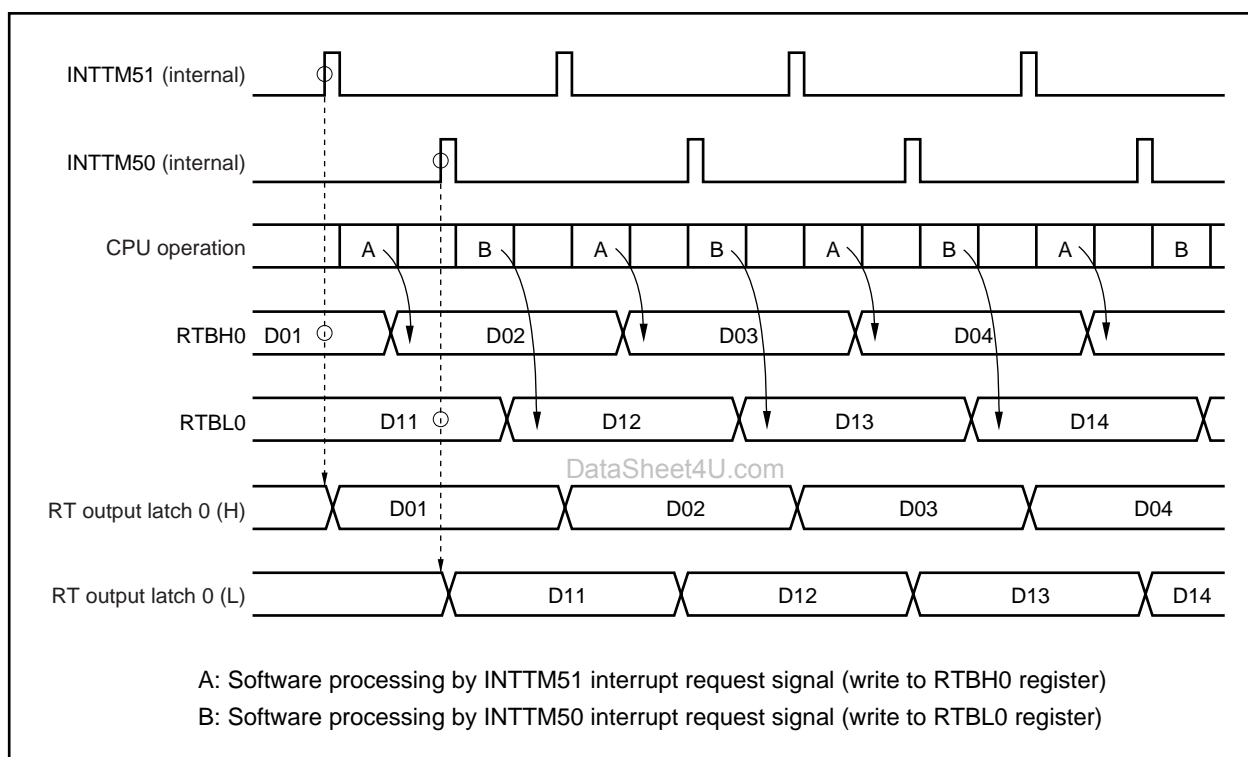 INTTM51 (internal)
INTTM50 (internal)
CPU operation A B A B A B A B
RTBH0 D01 D02 D03 D04
RTBL0 D11 D12 D13 D14
DataSheet4U.com
RT output latch 0 (H) D01 D02 D03 D04
RT output latch 0 (L) D11 D12 D13 D14
A: Software processing by INTTM51 interrupt request signal (write to RTBH0 register)
B: Software processing by INTTM50 interrupt request signal (write to RTBL0 register)